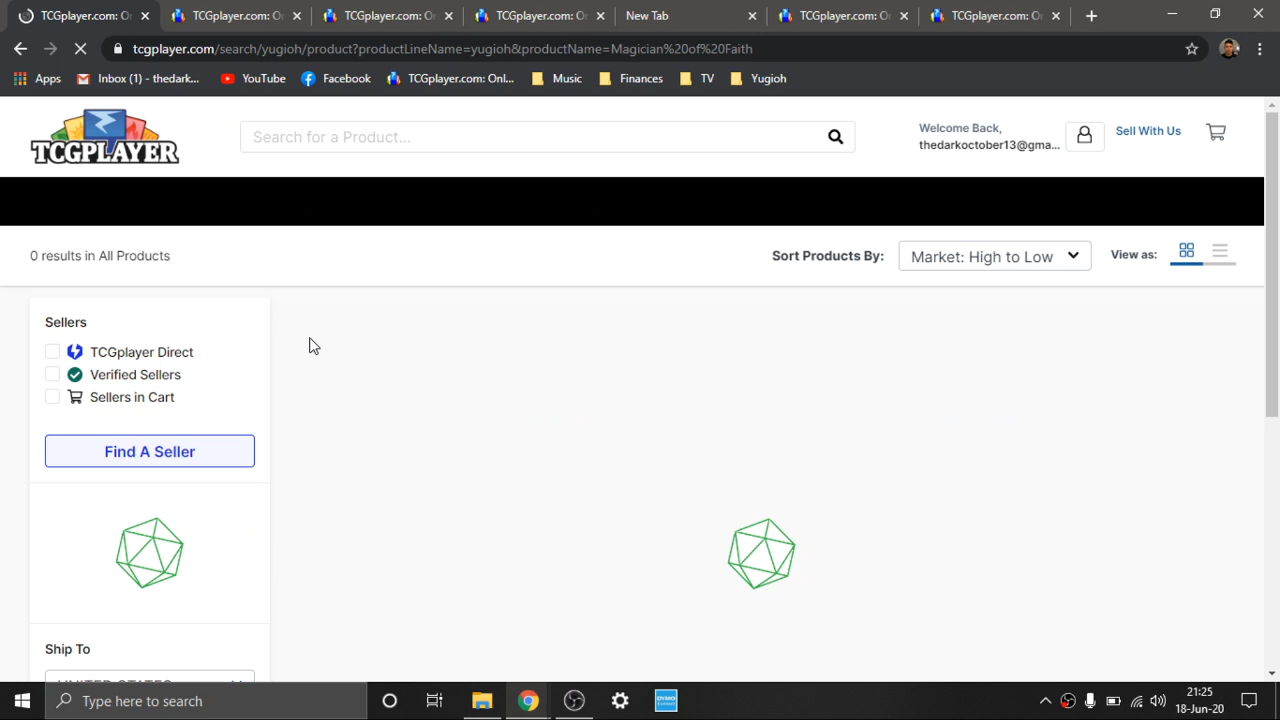 TCGplayer.com: O
TCGplayer.com: O
TCGplayer.com: O
TCGplayer.com: O
New Tab
TCGplayer.com: O
TCGplayer.com: O
tcgplayer.com/search/yugioh/product?productLineName=yugioh&productName=Magician%20of%20Faith
Apps
Inbox (1) - thedark...
YouTube
Facebook
TCGplayer.com: Onl...
Music
Finances
TV
Yugioh
TCGPLAYER
Search for a Product...
Welcome Back,
thedarkoctober13@gma...
Sell With Us
0 results in All Products
Sort Products By:
Market: High to Low
View as:
Sellers
TCGplayer Direct
Verified Sellers
Sellers in Cart
Find A Seller
Ship To
UNITED STATES
Type here to search
DYMO
21:25
18-Jun-20